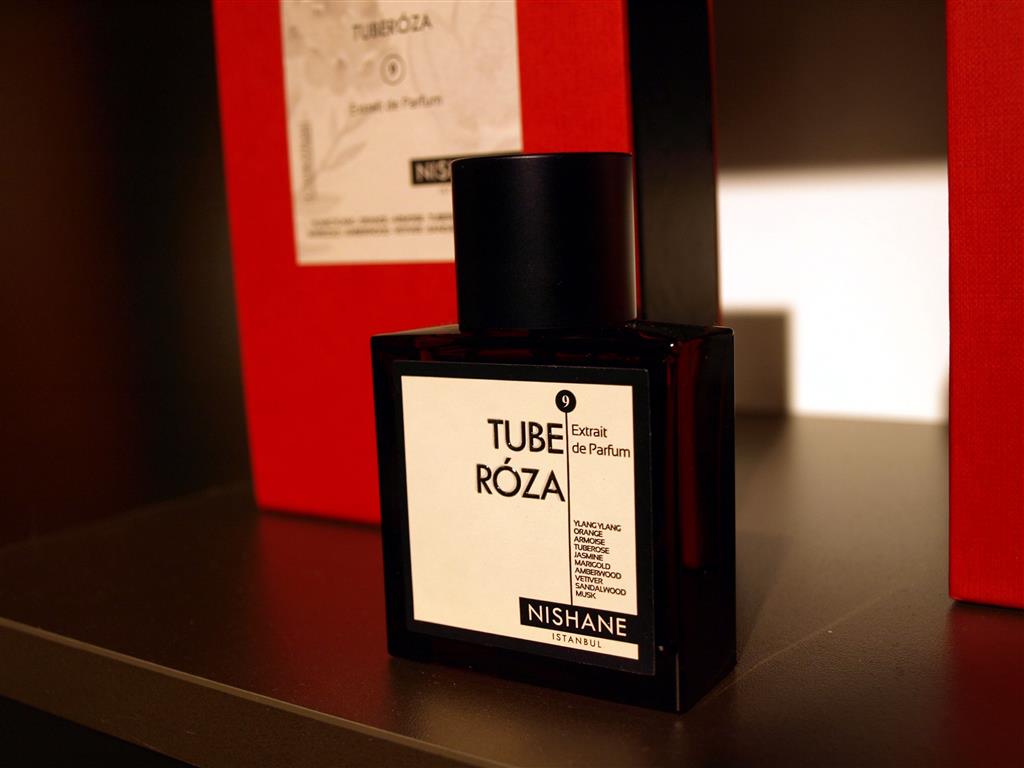 TUBERÓZA
9
Extrait de Parfum
NIS
9
TUBE
RÓZA
Extrait
de Parfum
YLANG YLANG
ORANGE
ARMOISE
TUBEROSE
JASMINE
MARIGOLD
AMBERWOOD
VETIVER
SANDALWOOD
MUSK
NISHANE
ISTANBUL